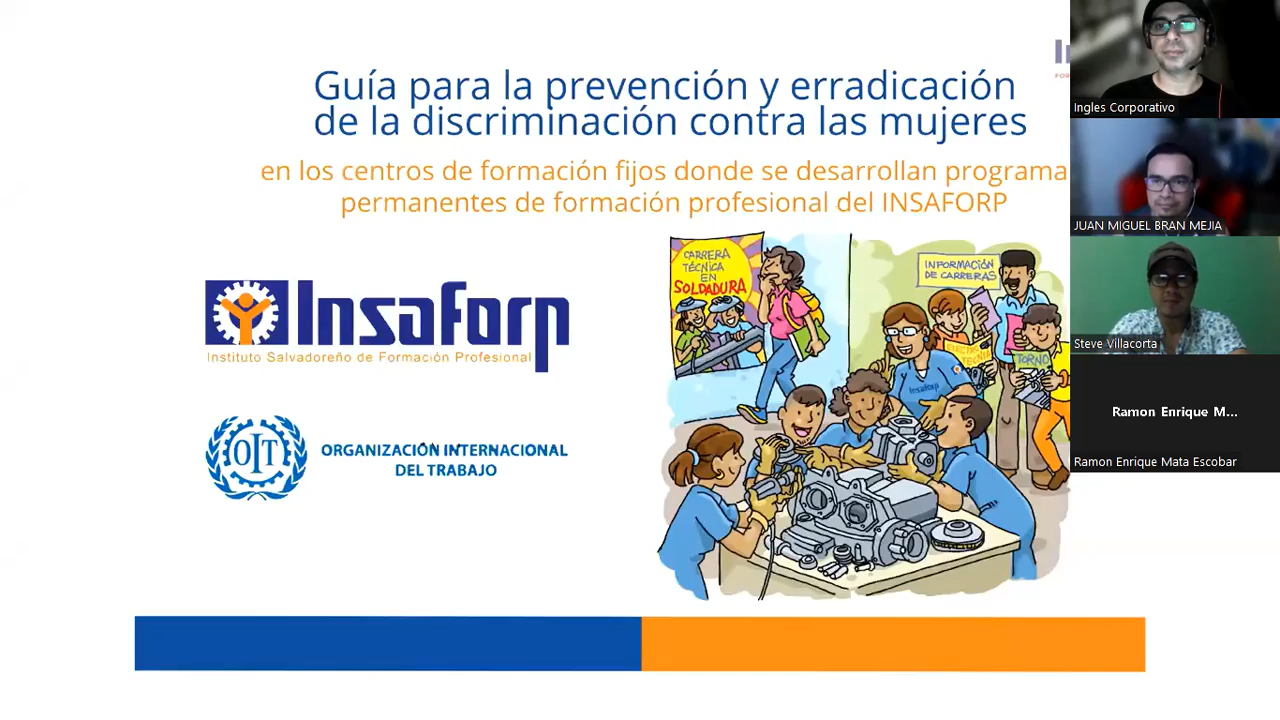 Guía para la prevención y erradicación
de la discriminación contra las mujeres
en los centros de formación fijos donde se desarrollan programa
permanentes de formación profesional del INSAFORP
Insaforp
Instituto Salvadoreño de Formación Profesional
OIT
ORGANIZACIÓN INTERNACIONAL
DEL TRABAJO
CARRERA
TÉCNICA
EN
SOLDADURA
INFORMACIÓN
DE CARRERAS
ELECTRO
TECNIA
TORNO
Insaforp
Ingles Corporativo
JUAN MIGUEL BRAN MEJIA
Steve Villacorta
Ramon Enrique M...
Ramon Enrique Mata Escobar